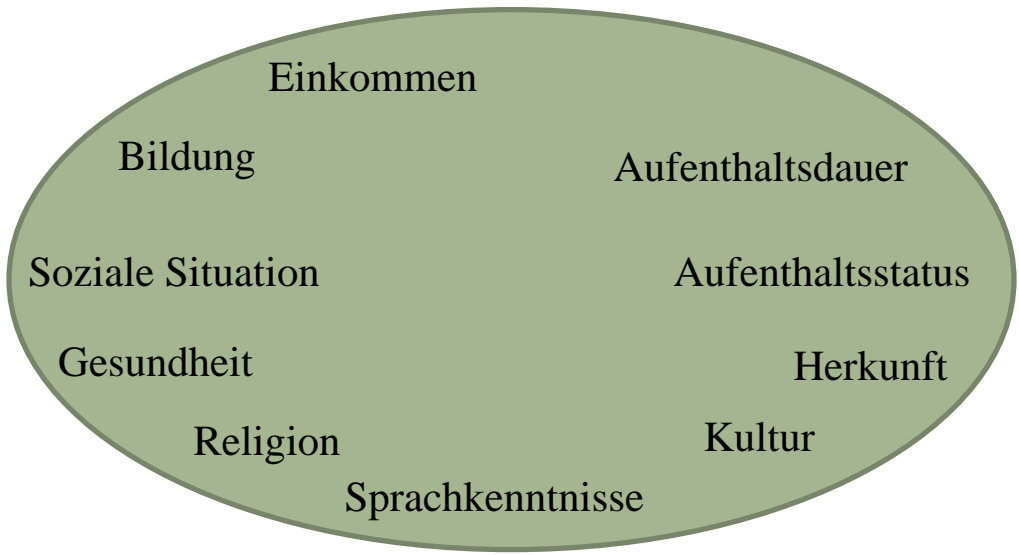 Einkommen
Bildung
Aufenthaltsdauer
Soziale Situation
Aufenthaltsstatus
Gesundheit
Herkunft
Religion
Kultur
Sprachkenntnisse